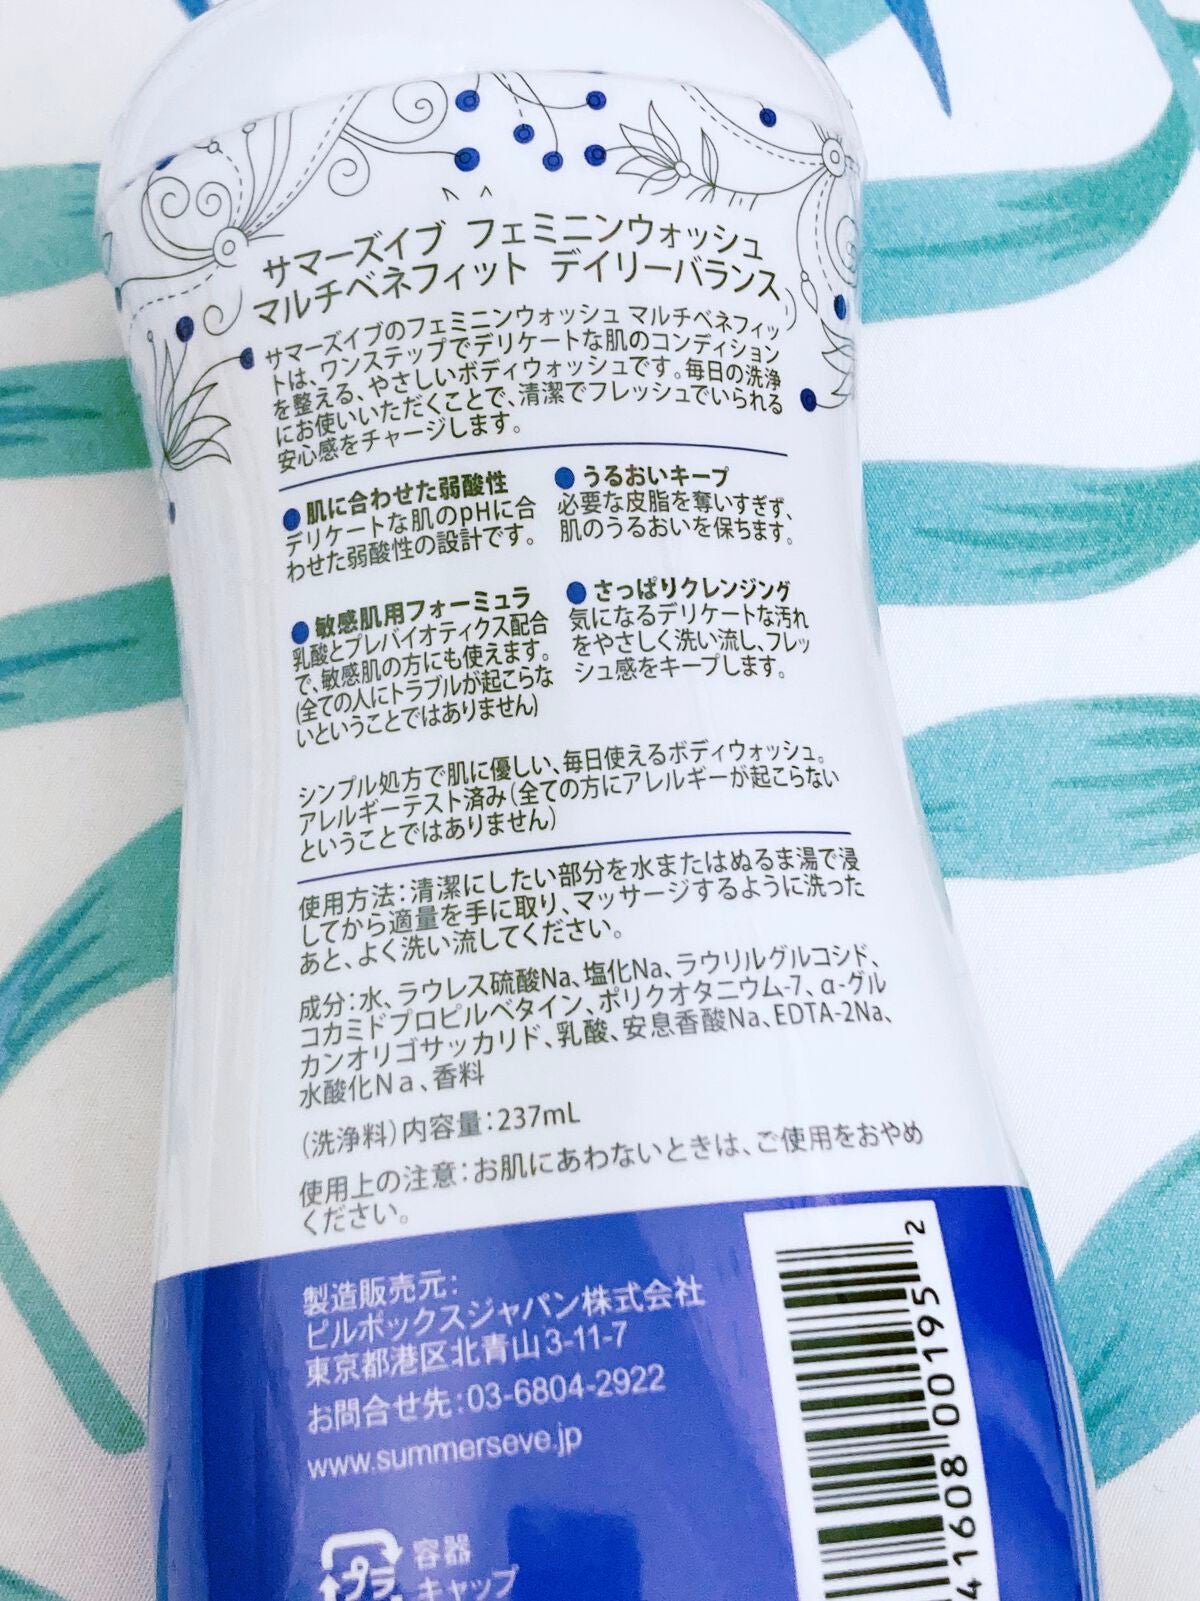 サマーズイブ フェミニンウォッシュ
マルチベネフィット デイリーバランス
サマーズイブのフェミニンウォッシュ マルチベネフィッ
トは、ワンステップでデリケートな肌のコンディション
を整える、やさしいボディウォッシュです。毎日の洗浄
にお使いいただくことで、清潔でフレッシュでいられる
安心感をチャージします。
●肌に合わせた弱酸性
デリケートな肌のpHに合
わせた弱酸性の設計です。
●うるおいキープ
必要な皮脂を奪いすぎず、
肌のうるおいを保ちます。
●敏感肌用フォーミュラ
乳酸とプレバイオティクス配合
で、敏感肌の方にも使えます。
(全ての人にトラブルが起こらな
いということではありません)
●さっぱりクレンジング
気になるデリケートな汚れ
をやさしく洗い流し、フレッ
シュ感をキープします。
シンプル処方で肌に優しい、毎日使えるボディウォッシュ。
アレルギーテスト済み(全ての方にアレルギーが起こらない
ということではありません)
使用方法:清潔にしたい部分を水またはぬるま湯で浸
してから適量を手に取り、マッサージするように洗った
あと、よく洗い流してください。
成分:水、ラウレス硫酸Na、塩化Na、ラウリルグルコシド、
コカミドプロピルベタイン、ポリクオタニウム-7、α-グル
カンオリゴサッカリド、乳酸、安息香酸Na、EDTA-2Na、
水酸化Na、香料
(洗浄料)内容量:237mL
使用上の注意:お肌にあわないときは、ご使用をおやめ
ください。
製造販売元:
ピルボックスジャパン株式会社
東京都港区北青山3-11-7
お問合せ先:03-6804-2922
www.summerseve.jp
プラ
容器
キャップ
41608 00195 2